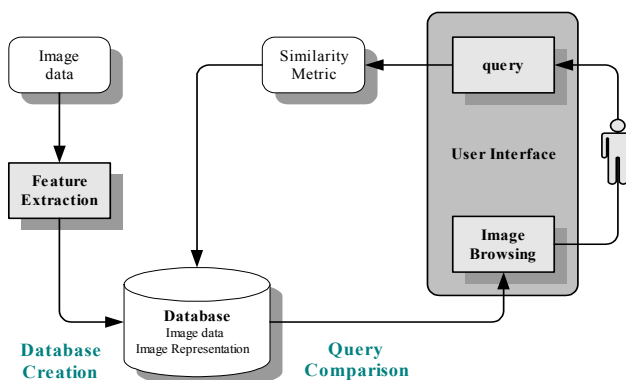 Image
data
Feature
Extraction
Database
Creation
Similarity
Metric
Database
Image data
Image Representation
Query
Comparison
query
User Interface
Image
Browsing